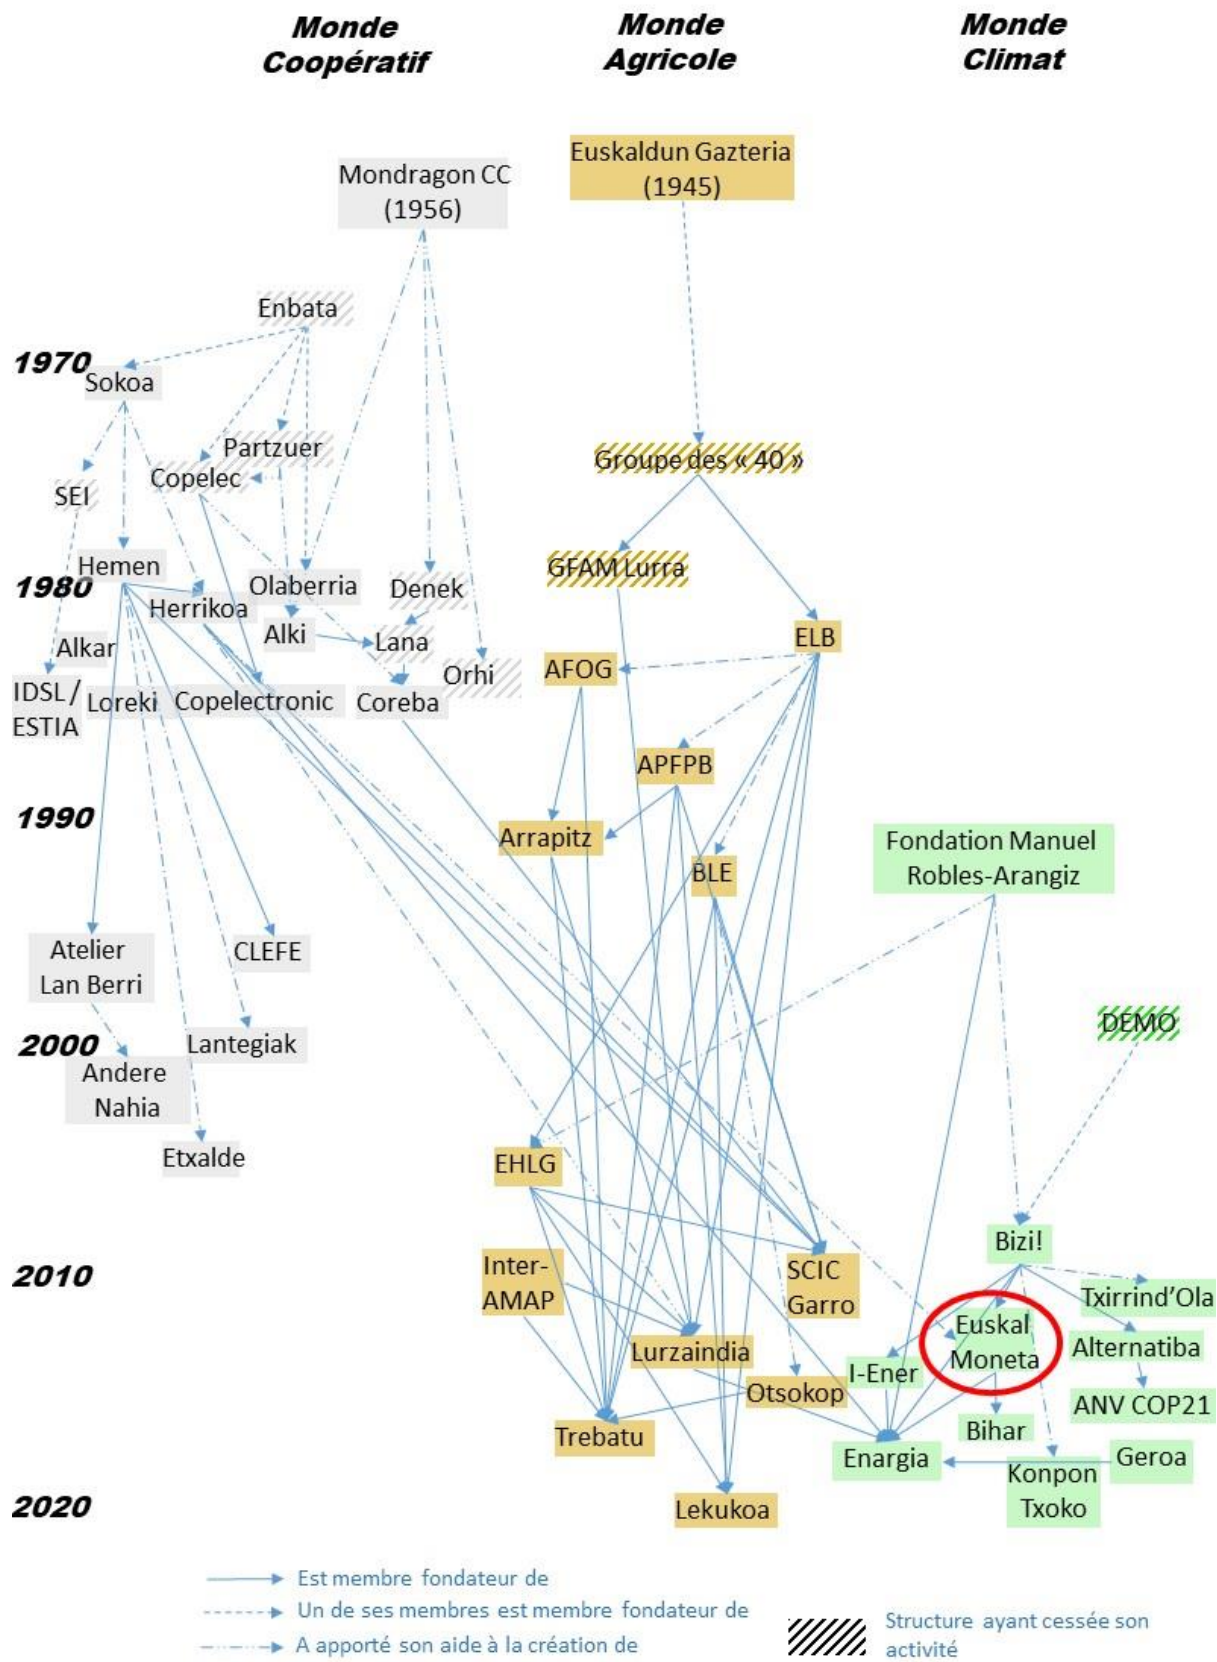 Monde
Coopératif
Monde
Agricole
Monde
Climat
Euskaldun Gazteria
(1945)
Mondragon CC
(1956)
Enbata
1970
Sokoa
Partzuer
Groupe des « 40 »
Copelec
SEI
Hemen
GFAM Lurra
1980
Olaberria
Denek
Herrikoa
Alki
Lana
ELB
Alkar
AFOG
Orhi
IDSL /
ESTIA
Loreki
Copelectronic
Coreba
APFPB
1990
Arrapitz
Fondation Manuel
Robles-Arangiz
BLE
Atelier
Lan Berri
CLEFE
DEMO
2000
Lantegiak
Andere
Nahia
Etxalde
EHLG
Bizi!
2010
Inter-
AMAP
SCIC
Garro
Txirrind'Ola
Euskal
Moneta
Lurzaindia
Alternatiba
I-Ener
Otsokop
ANV COP21
Bihar
Trebatu
Enargia
Geroa
Konpon
Txoko
2020
Lekukoa
Est membre fondateur de
Un de ses membres est membre fondateur de
A apporté son aide à la création de
Structure ayant cessée son
activité